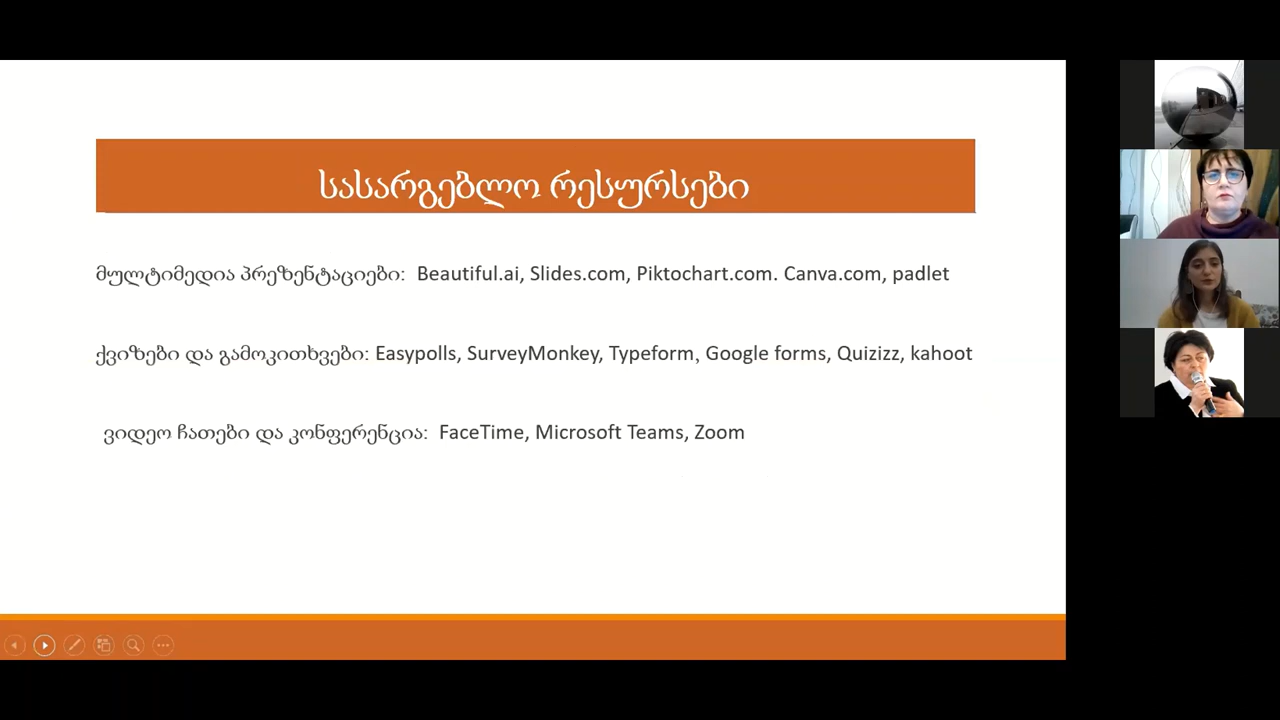 სასარგებლო რესურსები
მულტიმედია პრეზენტაციები: Beautiful.ai, Slides.com, Piktochart.com. Canva.com, padlet
ქვიზები და გამოკითხვები: Easypolls, SurveyMonkey, Typeform, Google forms, Quizizz, kahoot
ვიდეო ჩათები და კონფერენცია: FaceTime, Microsoft Teams, Zoom